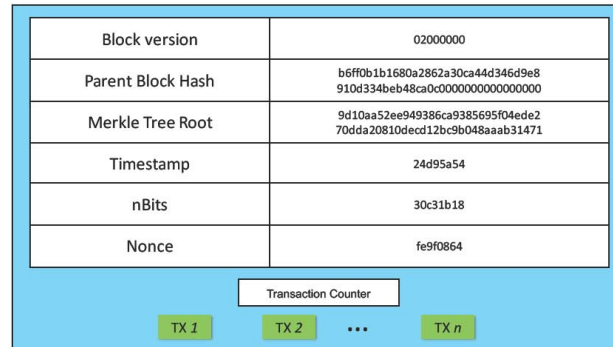 Block version 02000000
Parent Block Hash b6ff0b1b1680a2862a30ca44d346d9e8
910d334beb48ca0c0000000000000000
Merkle Tree Root 9d10aa52ee949386ca9385695f04ede2
70dda20810decd12bc9b048aaab31471
Timestamp 24d95a54
nBits 30c31b18
Nonce fe9f0864
Transaction Counter
TX 1 TX 2 ••• TX n